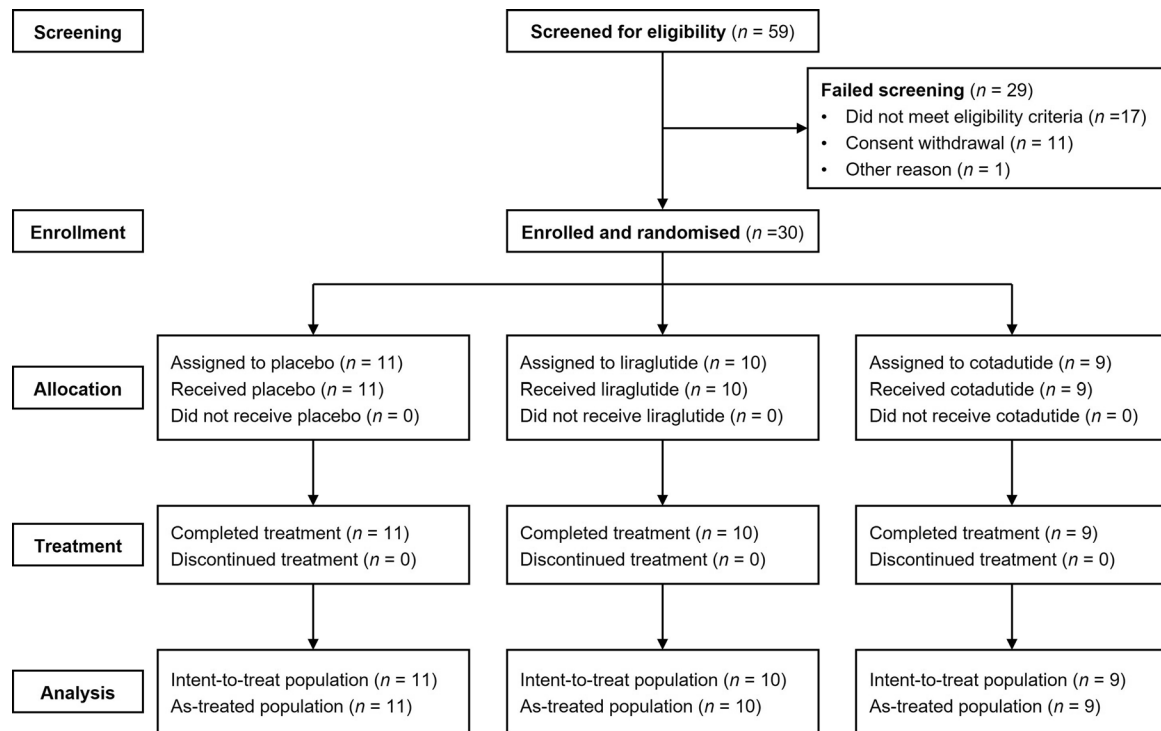 Screening
Screened for eligibility (n = 59)
Failed screening (n = 29)
• Did not meet eligibility criteria (n =17)
• Consent withdrawal (n = 11)
• Other reason (n = 1)
Enrollment
Enrolled and randomised (n =30)
Allocation
Assigned to placebo (n = 11)
Received placebo (n = 11)
Did not receive placebo (n = 0)
Assigned to liraglutide (n = 10)
Received liraglutide (n = 10)
Did not receive liraglutide (n = 0)
Assigned to cotadutide (n = 9)
Received cotadutide (n = 9)
Did not receive cotadutide (n = 0)
Treatment
Completed treatment (n = 11)
Discontinued treatment (n = 0)
Completed treatment (n = 10)
Discontinued treatment (n = 0)
Completed treatment (n = 9)
Discontinued treatment (n = 0)
Analysis
Intent-to-treat population (n = 11)
As-treated population (n = 11)
Intent-to-treat population (n = 10)
As-treated population (n = 10)
Intent-to-treat population (n = 9)
As-treated population (n = 9)